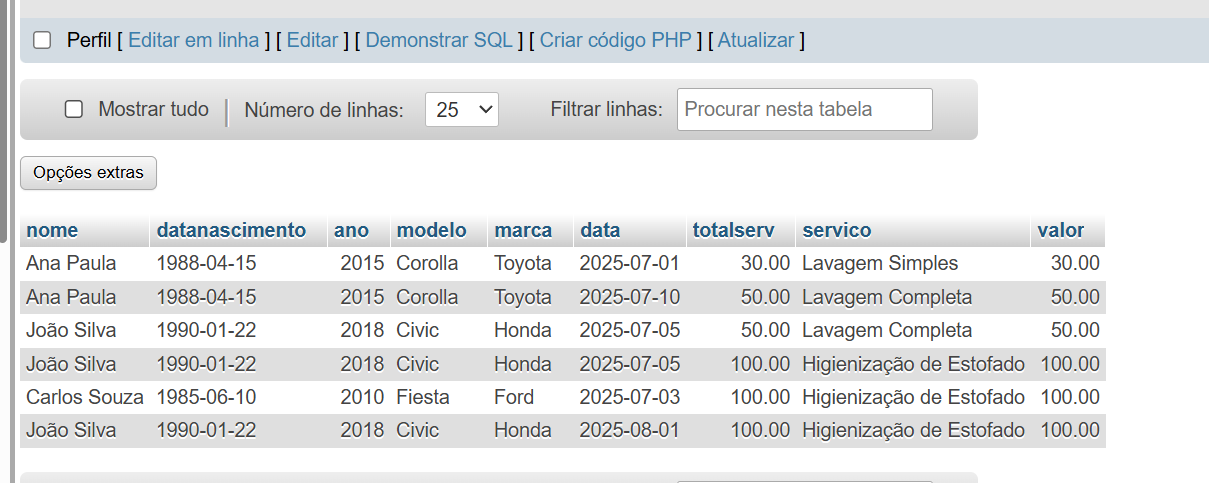 Perfil [ Editar em linha ] [ Editar ] [ Demonstrar SQL ] [ Criar código PHP ] [ Atualizar ]
Mostrar tudo Número de linhas: 25 Filtrar linhas: Procurar nesta tabela
Opções extras
nome datanascimento ano modelo marca data totalserv servico valor
Ana Paula 1988-04-15 2015 Corolla Toyota 2025-07-01 30.00 Lavagem Simples 30.00
Ana Paula 1988-04-15 2015 Corolla Toyota 2025-07-10 50.00 Lavagem Completa 50.00
João Silva 1990-01-22 2018 Civic Honda 2025-07-05 50.00 Lavagem Completa 50.00
João Silva 1990-01-22 2018 Civic Honda 2025-07-05 100.00 Higienização de Estofado 100.00
Carlos Souza 1985-06-10 2010 Fiesta Ford 2025-07-03 100.00 Higienização de Estofado 100.00
João Silva 1990-01-22 2018 Civic Honda 2025-08-01 100.00 Higienização de Estofado 100.00